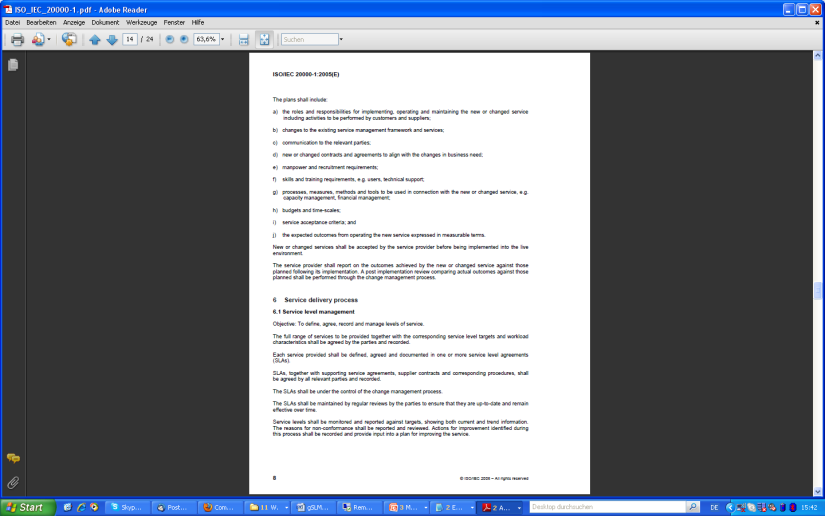 ISO_IEC_20000-1.pdf - Adobe Reader
Datei Bearbeiten Anzeige Dokument Werkzeuge Fenster Hilfe
14 / 24 63,6% Suchen
ISO/IEC 20000-1:2005(E)
The plans shall include:
a) the roles and responsibilities for implementing, operating and maintaining the new or changed service
including activities to be performed by customers and suppliers;
b) changes to the existing service management framework and services;
c) communication to the relevant parties;
d) new or changed contracts and agreements to align with the changes in business need;
e) manpower and recruitment requirements;
f) skills and training requirements, e.g. users, technical support;
g) processes, measures, methods and tools to be used in connection with the new or changed service, e.g.
capacity management, financial management;
h) budgets and time-scales;
i) service acceptance criteria; and
j) the expected outcomes from operating the new service expressed in measurable terms.
New or changed services shall be accepted by the service provider before being implemented into the live
environment.
The service provider shall report on the outcomes achieved by the new or changed service against those
planned following its implementation. A post implementation review comparing actual outcomes against those
planned shall be performed through the change management process.
6 Service delivery process
6.1 Service level management
Objective: To define, agree, record and manage levels of service.
The full range of services to be provided together with the corresponding service level targets and workload
characteristics shall be agreed by the parties and recorded.
Each service provided shall be defined, agreed and documented in one or more service level agreements
(SLAs).
SLAs, together with supporting service agreements, supplier contracts and corresponding procedures, shall
be agreed by all relevant parties and recorded.
The SLAs shall be under the control of the change management process.
The SLAs shall be maintained by regular reviews by the parties to ensure that they are up-to-date and remain
effective over time.
Service levels shall be monitored and reported against targets, showing both current and trend information.
The reasons for non-conformance shall be reported and reviewed. Actions for improvement identified during
this process shall be recorded and provide input into a plan for improving the service.
8
© ISO/IEC 2005 – All rights reserved
Start Skyp... Post... Com... 11 W. gSLM... Rem... 3 M... 2 E... 2 A... Desktop durchsuchen DE 15:42